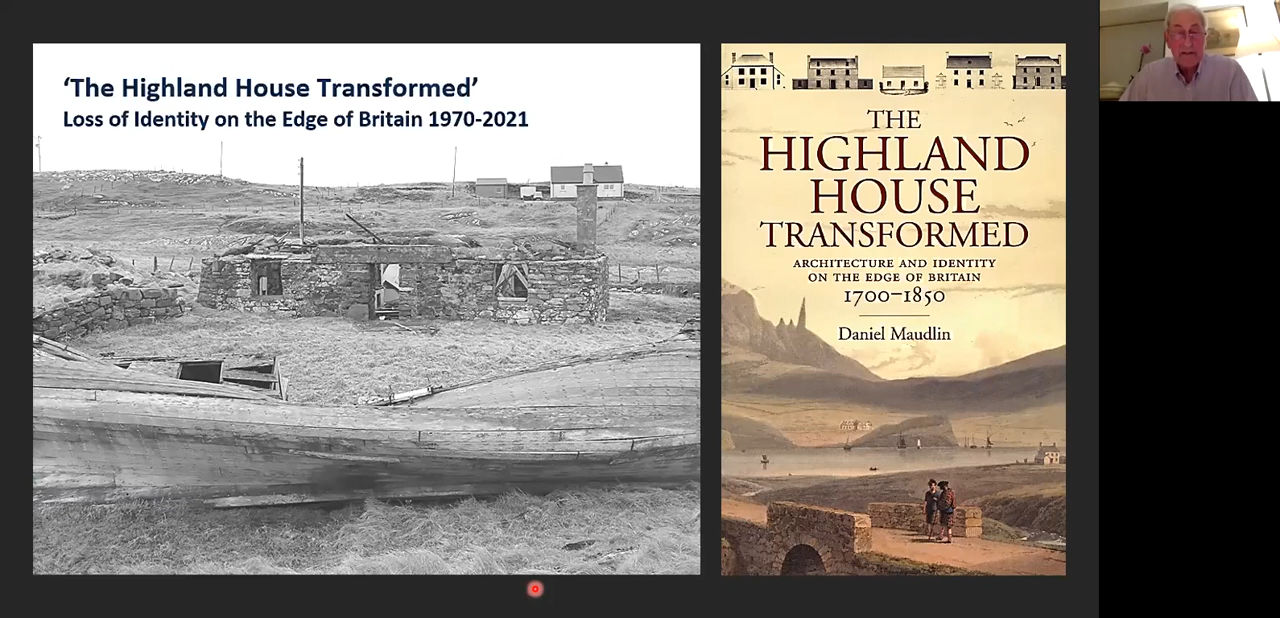 ‘The Highland House Transformed’
Loss of Identity on the Edge of Britain 1970-2021
THE
HIGHLAND
HOUSE
TRANSFORMED
ARCHITECTURE AND IDENTITY
ON THE EDGE OF BRITAIN
1700–1850
Daniel Maudlin